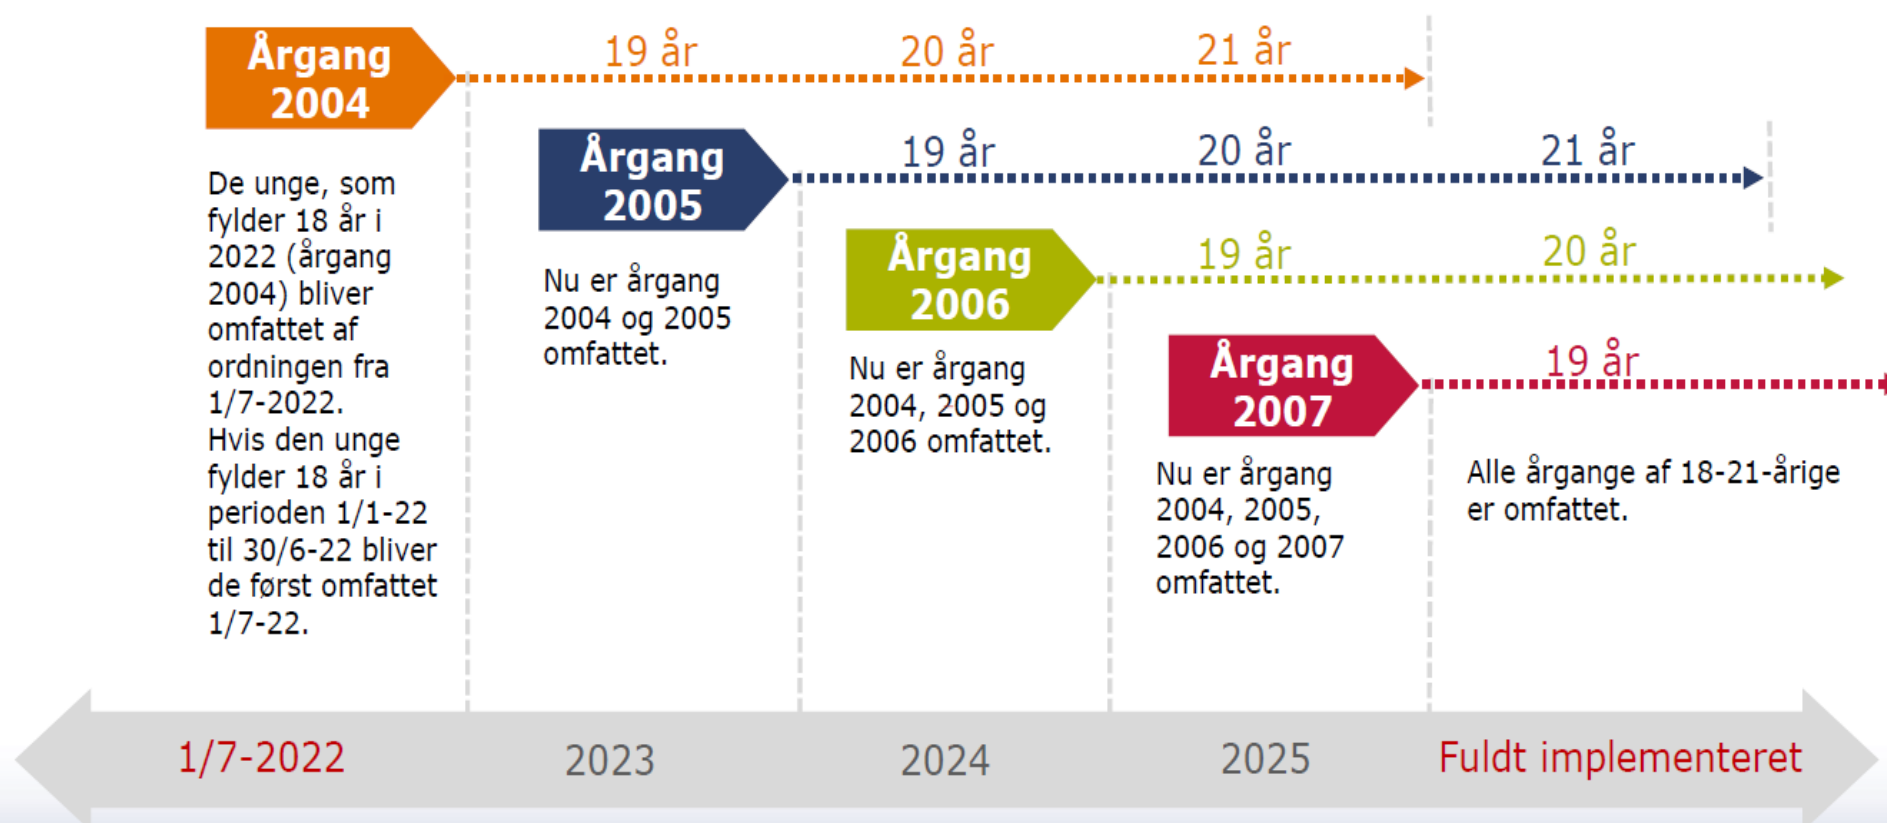 Årgang
2004
19 år
20 år
21 år
De unge, som
fylder 18 år i
2022 (årgang
2004) bliver
omfattet af
ordningen fra
1/7-2022.
Hvis den unge
fylder 18 år i
perioden 1/1-22
til 30/6-22 bliver
de først omfattet
1/7-22.
Årgang
2005
19 år
20 år
21 år
Nu er årgang
2004 og 2005
omfattet.
Årgang
2006
19 år
20 år
Nu er årgang
2004, 2005 og
2006 omfattet.
Årgang
2007
19 år
Nu er årgang
2004, 2005,
2006 og 2007
omfattet.
Alle årgange af 18-21-årige
er omfattet.
1/7-2022
2023
2024
2025
Fuldt implementeret